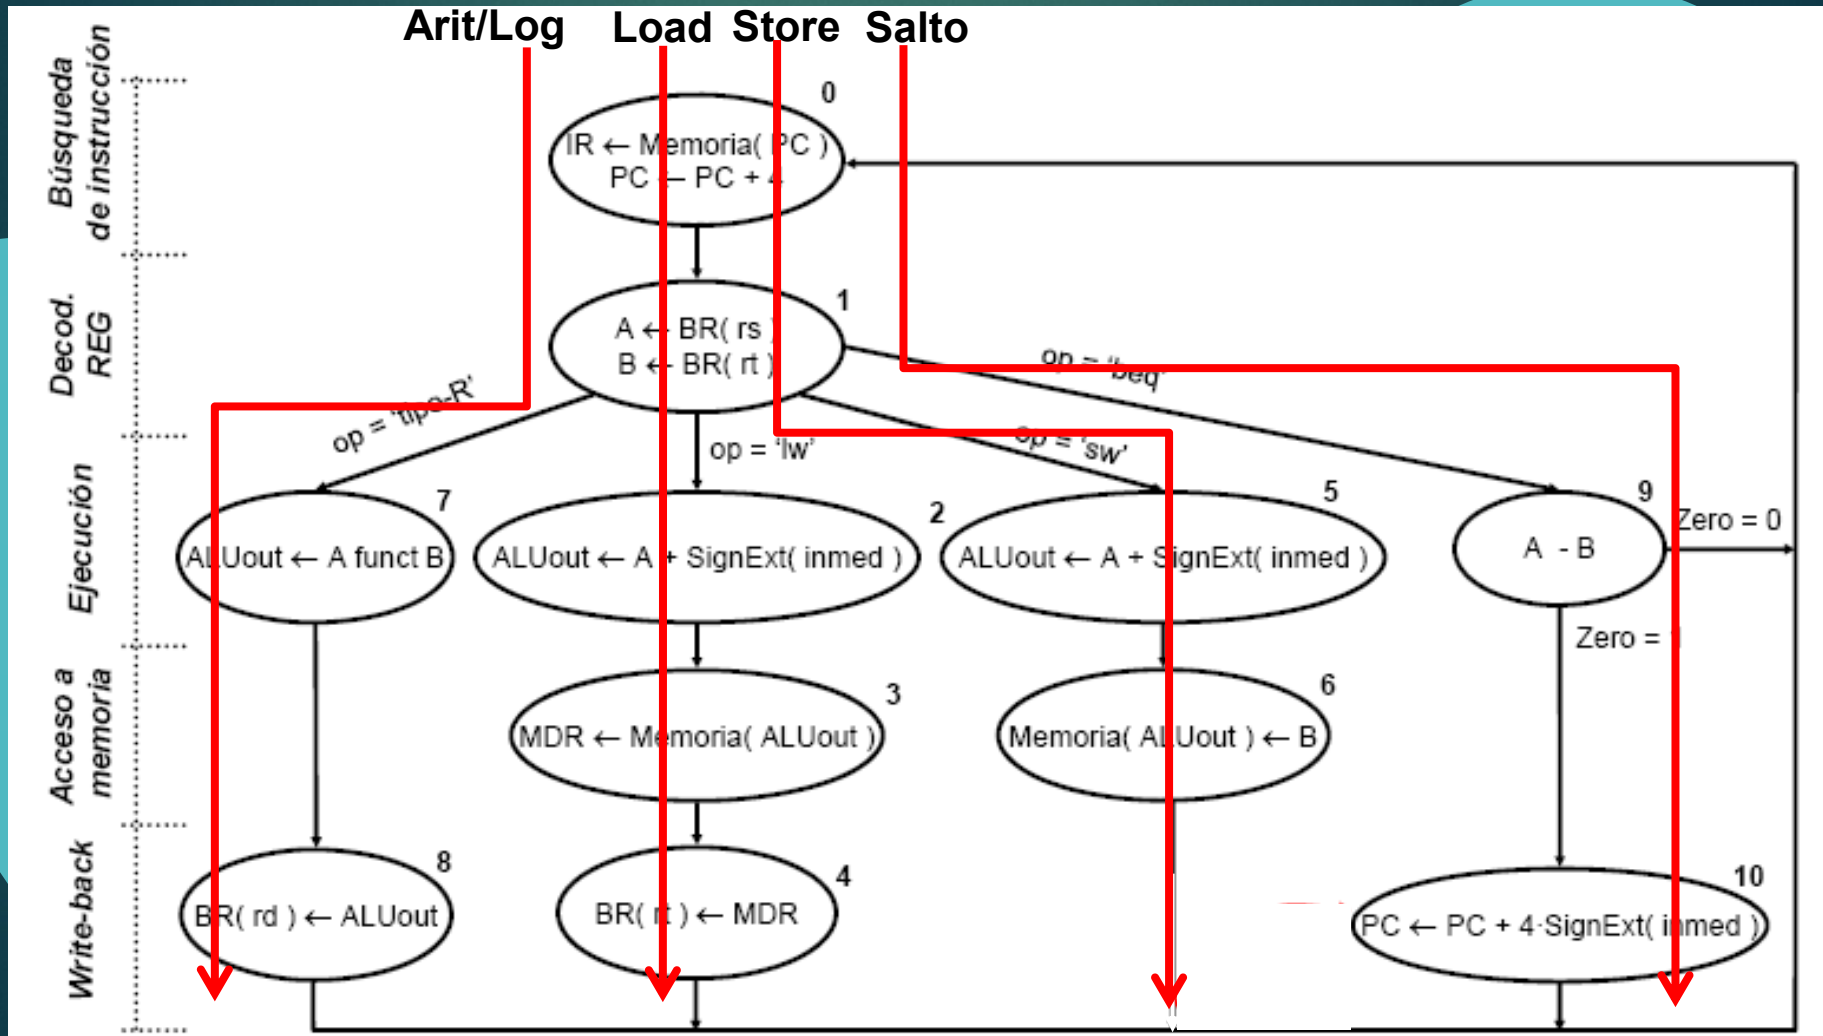 Arit/Log Load Store Salto
Búsqueda
de instrucción
0
IR ← Memoria( PC )
PC ← PC + 4
Decod.
REG
1
A ← BR( rs )
B ← BR( rt )
op = 'tipo-R'
op = 'lw'
op = 'sw'
op = 'beq'
Ejecución
7
ALUout ← A funct B
2
ALUout ← A + SignExt( inmed )
5
ALUout ← A + SignExt( inmed )
9
A - B
Zero = 0
Zero = 1
Acceso a
memoria
3
MDR ← Memoria( ALUout )
6
Memoria( ALUout ) ← B
Write-back
8
BR( rd ) ← ALUout
4
BR( rt ) ← MDR
10
PC ← PC + 4·SignExt( inmed )